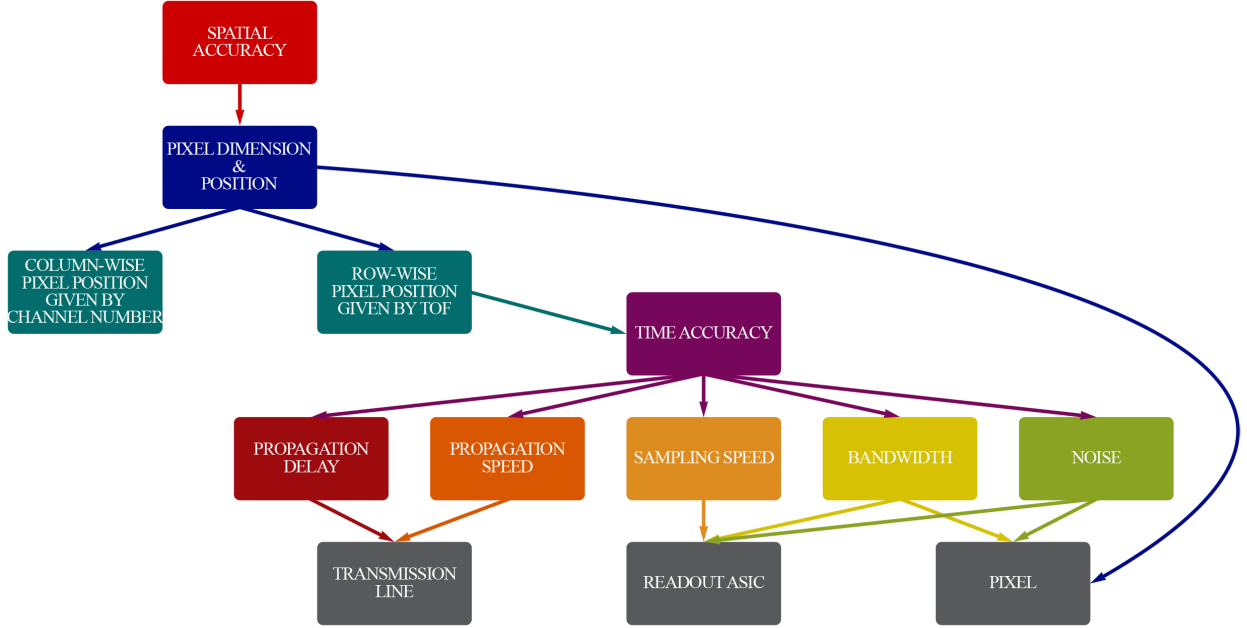 SPATIAL
ACCURACY
PIXEL DIMENSION
&
POSITION
COLUMN-WISE
PIXEL POSITION
GIVEN BY
CHANNEL NUMBER
ROW-WISE
PIXEL POSITION
GIVEN BY TOF
TIME ACCURACY
PROPAGATION
DELAY
PROPAGATION
SPEED
SAMPLING SPEED
BANDWIDTH
NOISE
TRANSMISSION
LINE
READOUT ASIC
PIXEL